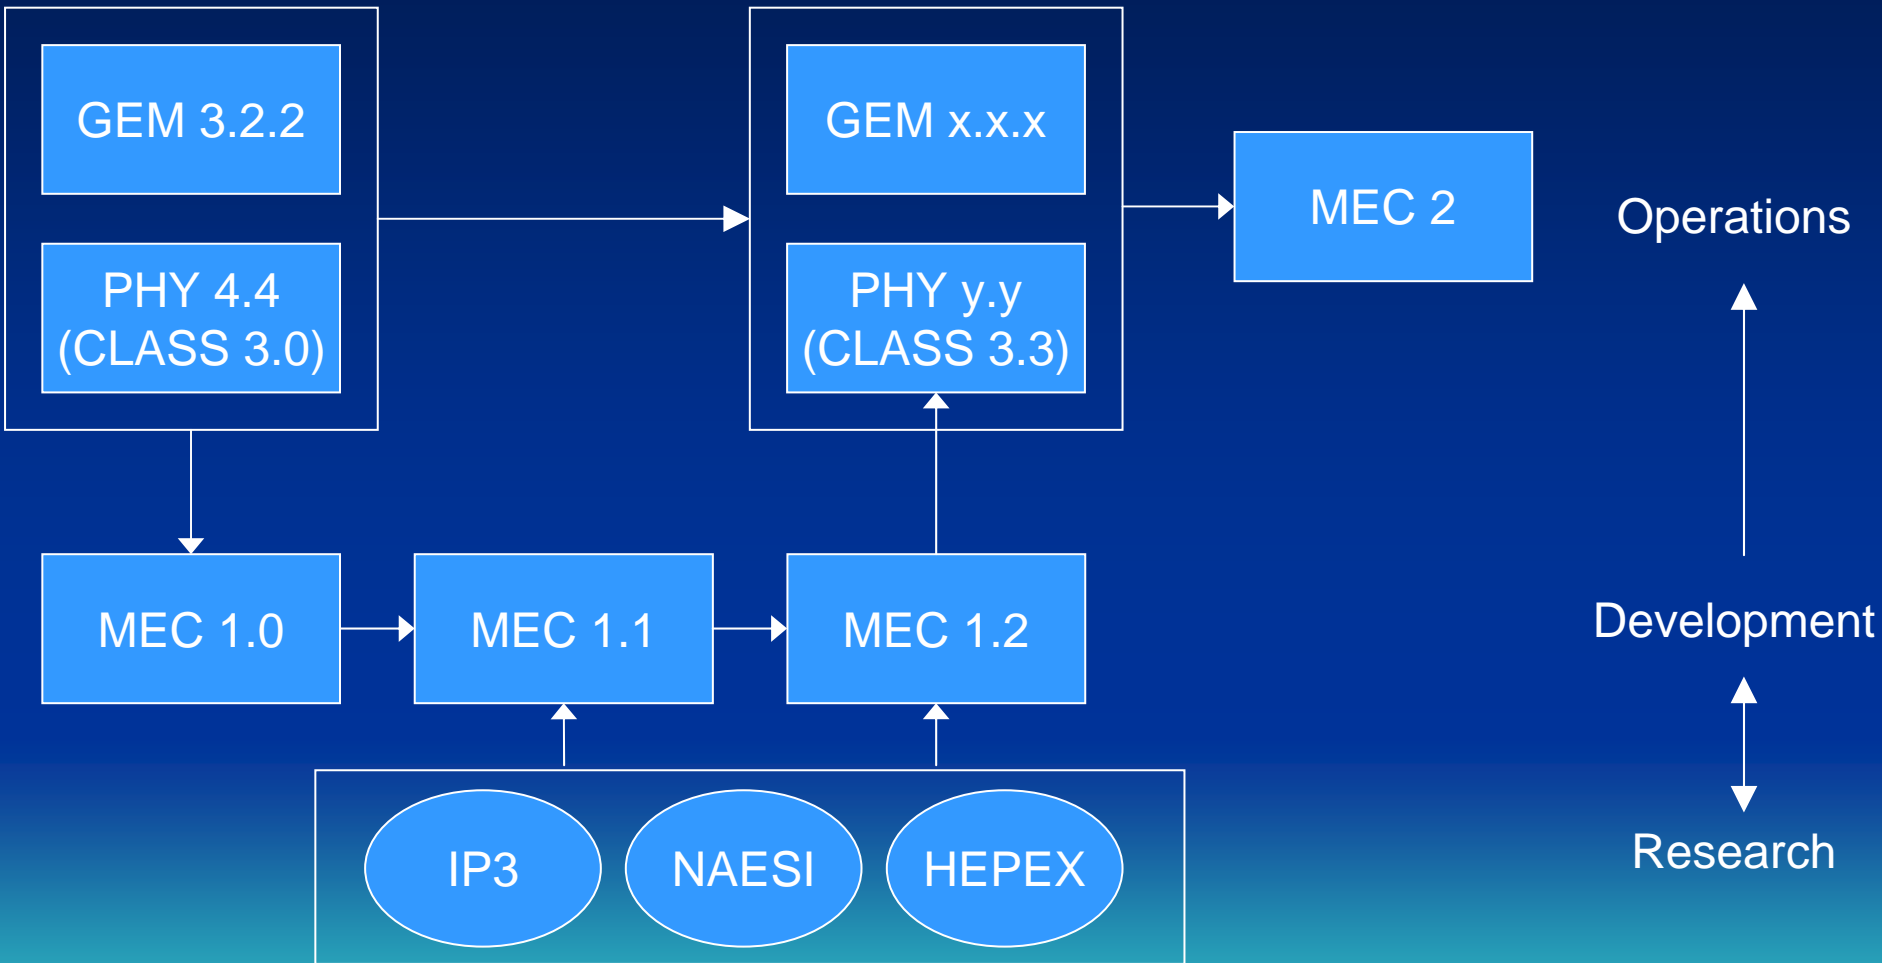 GEM 3.2.2
PHY 4.4
(CLASS 3.0)
GEM x.x.x
PHY y.y
(CLASS 3.3)
MEC 2
Operations
MEC 1.0
MEC 1.1
MEC 1.2
Development
IP3
NAESI
HEPEX
Research